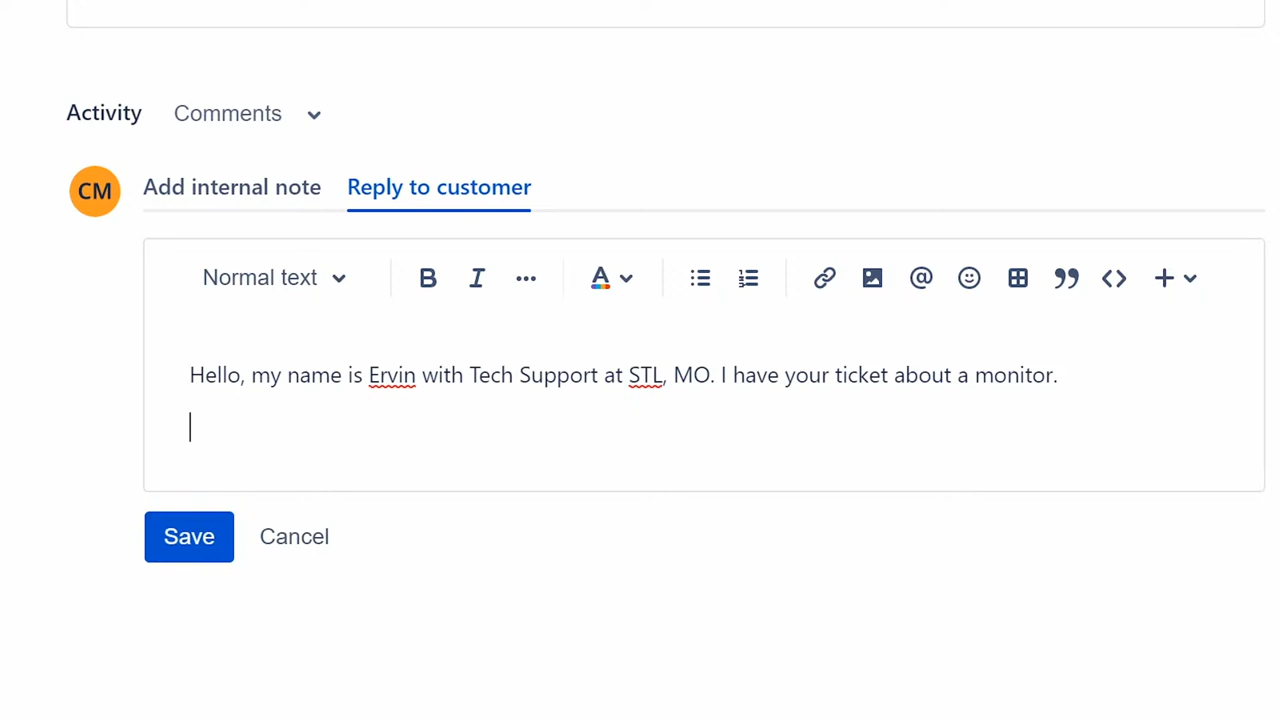 Activity Comments
CM Add internal note Reply to customer
Normal text B I ... A @
Hello, my name is Ervin with Tech Support at STL, MO. I have your ticket about a monitor.
Save Cancel